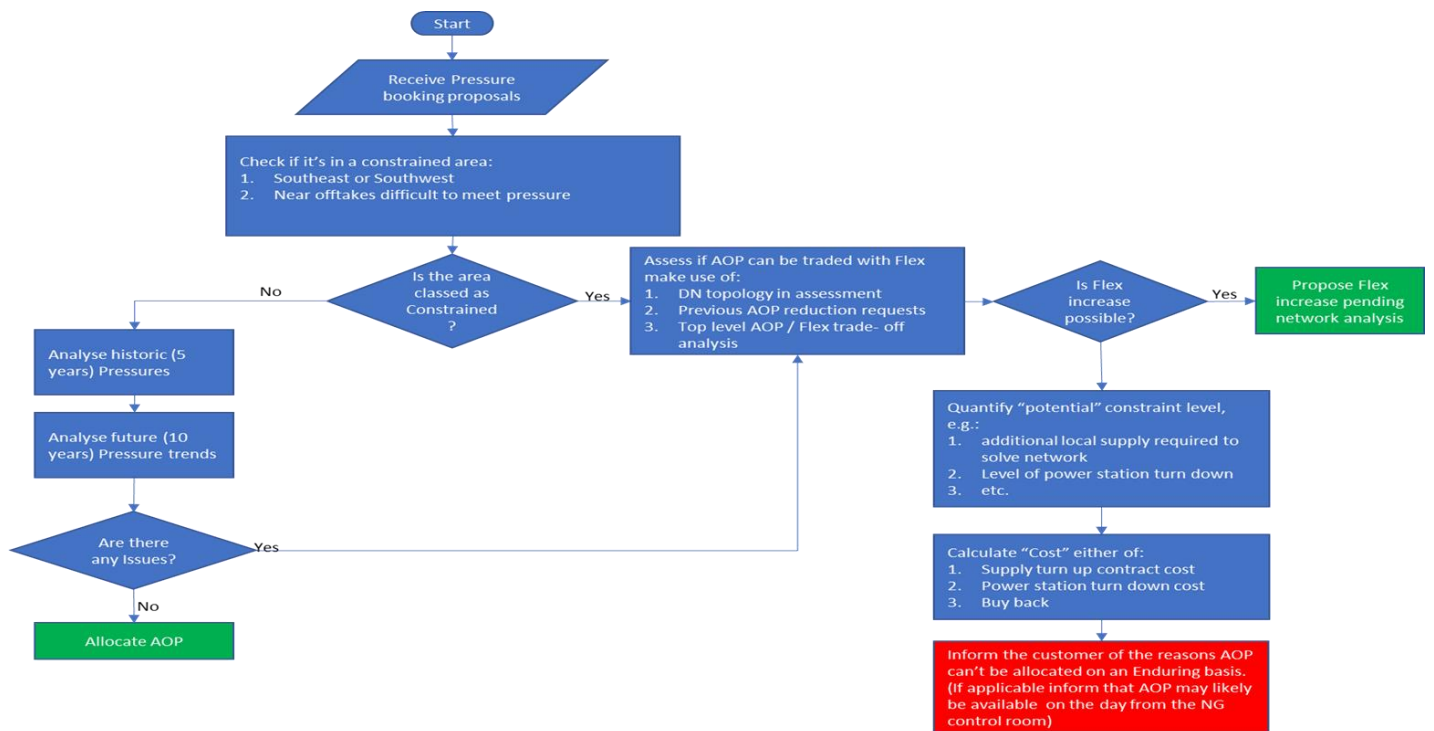 Start
Receive Pressure
booking proposals
Check if it's in a constrained area:
1. Southeast or Southwest
2. Near offtakes difficult to meet pressure
Is the area
classed as
Constrained
?
No
Yes
Analyse historic (5
years) Pressures
Analyse future (10
years) Pressure trends
Are there
any Issues?
Yes
No
Allocate AOP
Assess if AOP can be traded with Flex
make use of:
1. DN topology in assessment
2. Previous AOP reduction requests
3. Top level AOP / Flex trade- off
analysis
Is Flex
increase
possible?
Yes
Propose Flex
increase pending
network analysis
Quantify “potential” constraint level,
e.g.:
1. additional local supply required to
solve network
2. Level of power station turn down
3. etc.
Calculate “Cost” either of:
1. Supply turn up contract cost
2. Power station turn down cost
3. Buy back
Inform the customer of the reasons AOP
can’t be allocated on an Enduring basis.
(If applicable inform that AOP may likely
be available on the day from the NG
control room)